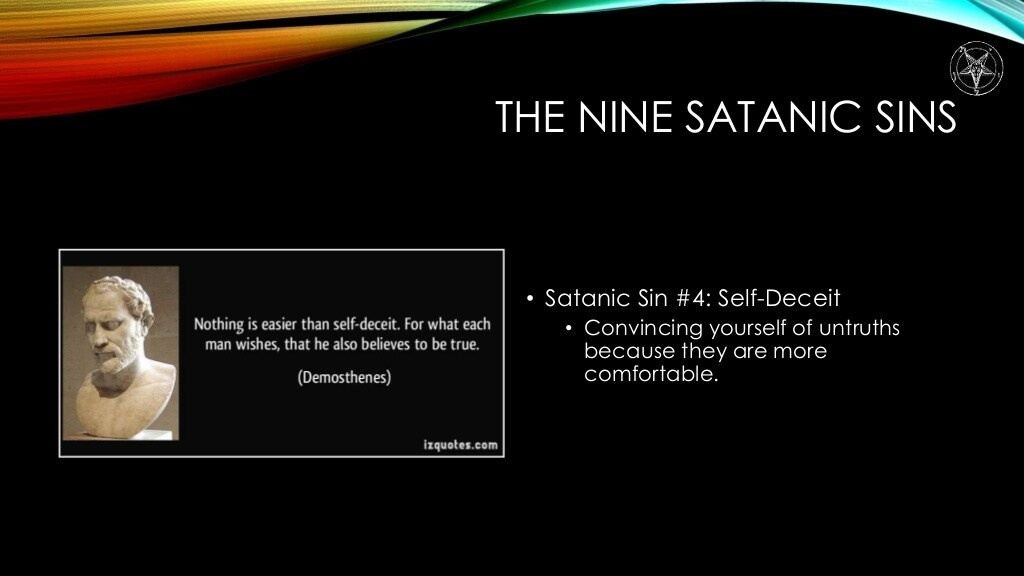 THE NINE SATANIC SINS
Nothing is easier than self-deceit. For what each
man wishes, that he also believes to be true.
(Demosthenes)
izquotes.com
• Satanic Sin #4: Self-Deceit
• Convincing yourself of untruths
because they are more
comfortable.